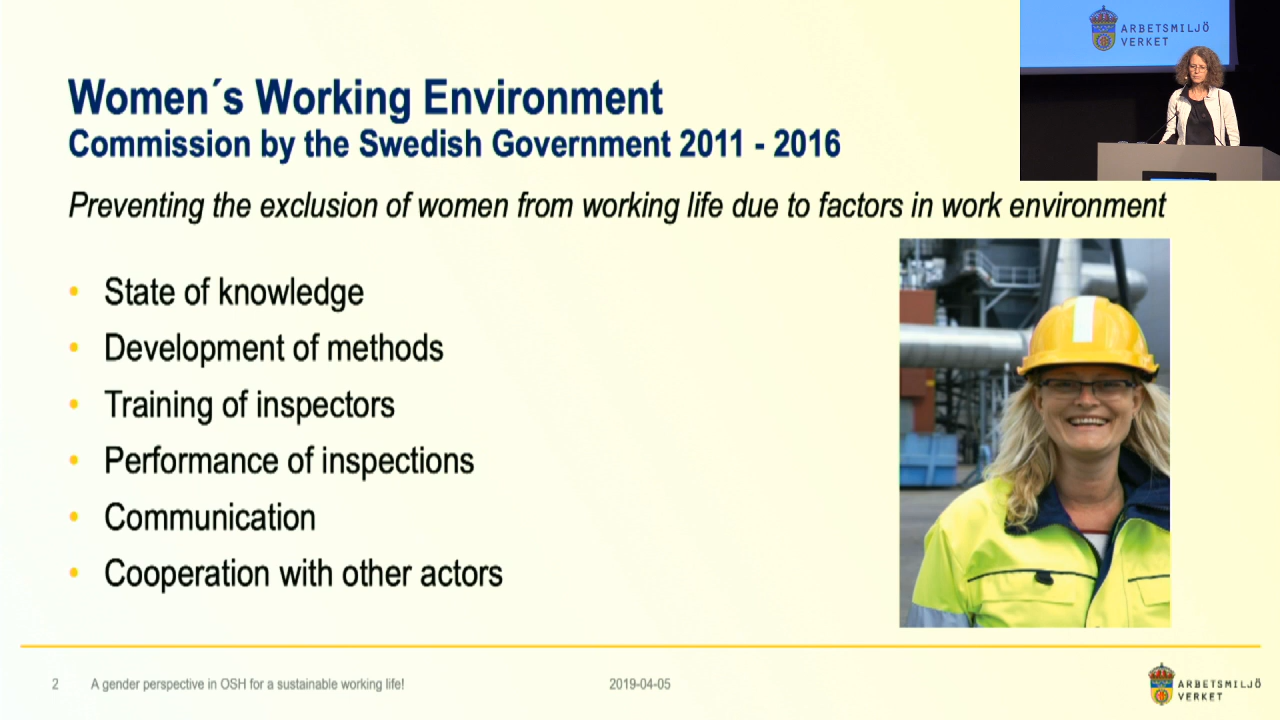 ARBETSMILJÖ
VERKET
Women´s Working Environment
Commission by the Swedish Government 2011 - 2016
Preventing the exclusion of women from working life due to factors in work environment
• State of knowledge
• Development of methods
• Training of inspectors
• Performance of inspections
• Communication
• Cooperation with other actors
2 A gender perspective in OSH for a sustainable working life! 2019-04-05
ARBETSMILJÖ
VERKET